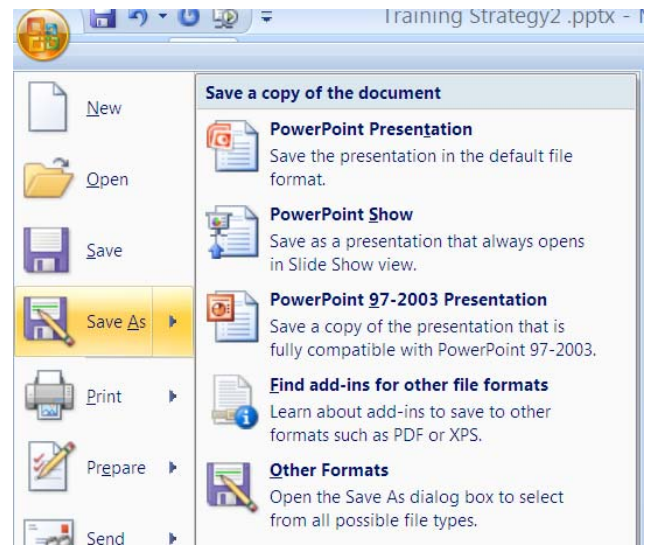 Training Strategy2 .pptx -
New
Open
Save
Save As
Print
Prepare
Send
Save a copy of the document
PowerPoint Presentation
Save the presentation in the default file
format.
PowerPoint Show
Save as a presentation that always opens
in Slide Show view.
PowerPoint 97-2003 Presentation
Save a copy of the presentation that is
fully compatible with PowerPoint 97-2003.
Find add-ins for other file formats
Learn about add-ins to save to other
formats such as PDF or XPS.
Other Formats
Open the Save As dialog box to select
from all possible file types.